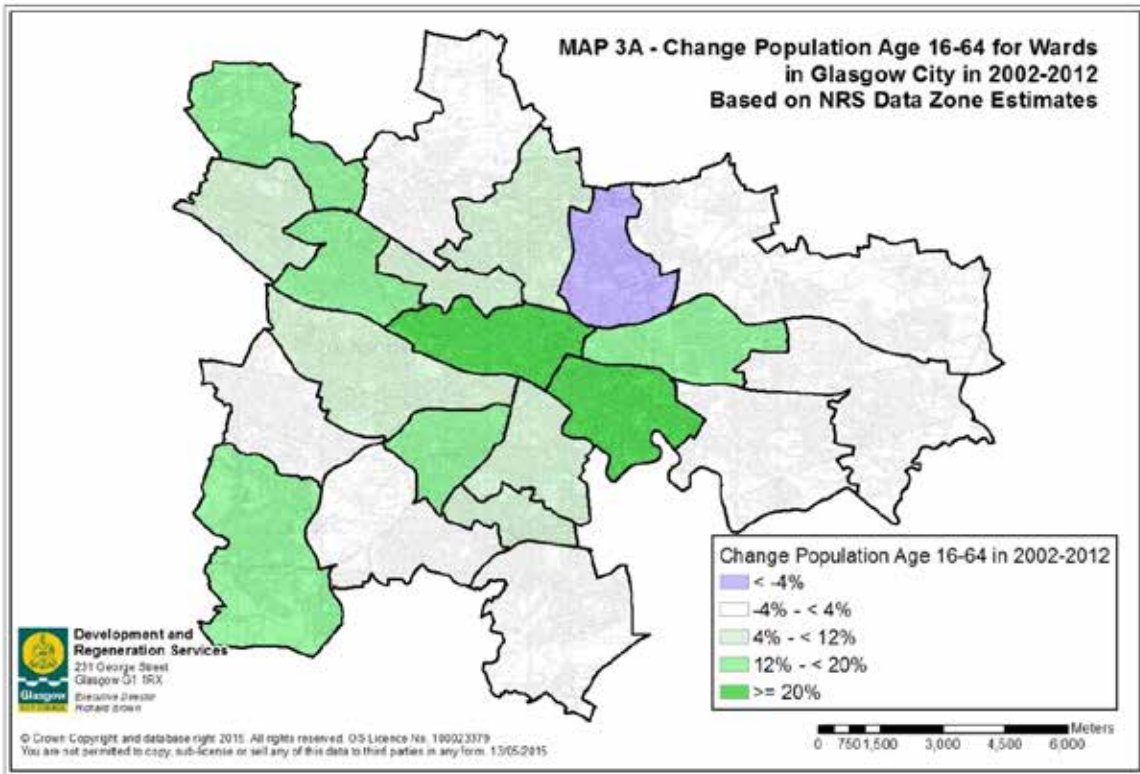 MAP 3A - Change Population Age 16-64 for Wards
in Glasgow City in 2002-2012
Based on NRS Data Zone Estimates
Change Population Age 16-64 in 2002-2012
< -4%
-4% - < 4%
4% - < 12%
12% - < 20%
>= 20%
Development and
Regeneration Services
231 George Street
Glasgow G1 1RX
Executive Director
Richard Brown
Glasgow
CITY COUNCIL
© Crown Copyright and database right 2015. All rights reserved. OS Licence No. 100023379
You are not permitted to copy, sub-license or sell any of this data to third parties in any form. 13/05/2015
Meters
0 750 1,500 3,000 4,500 6,000